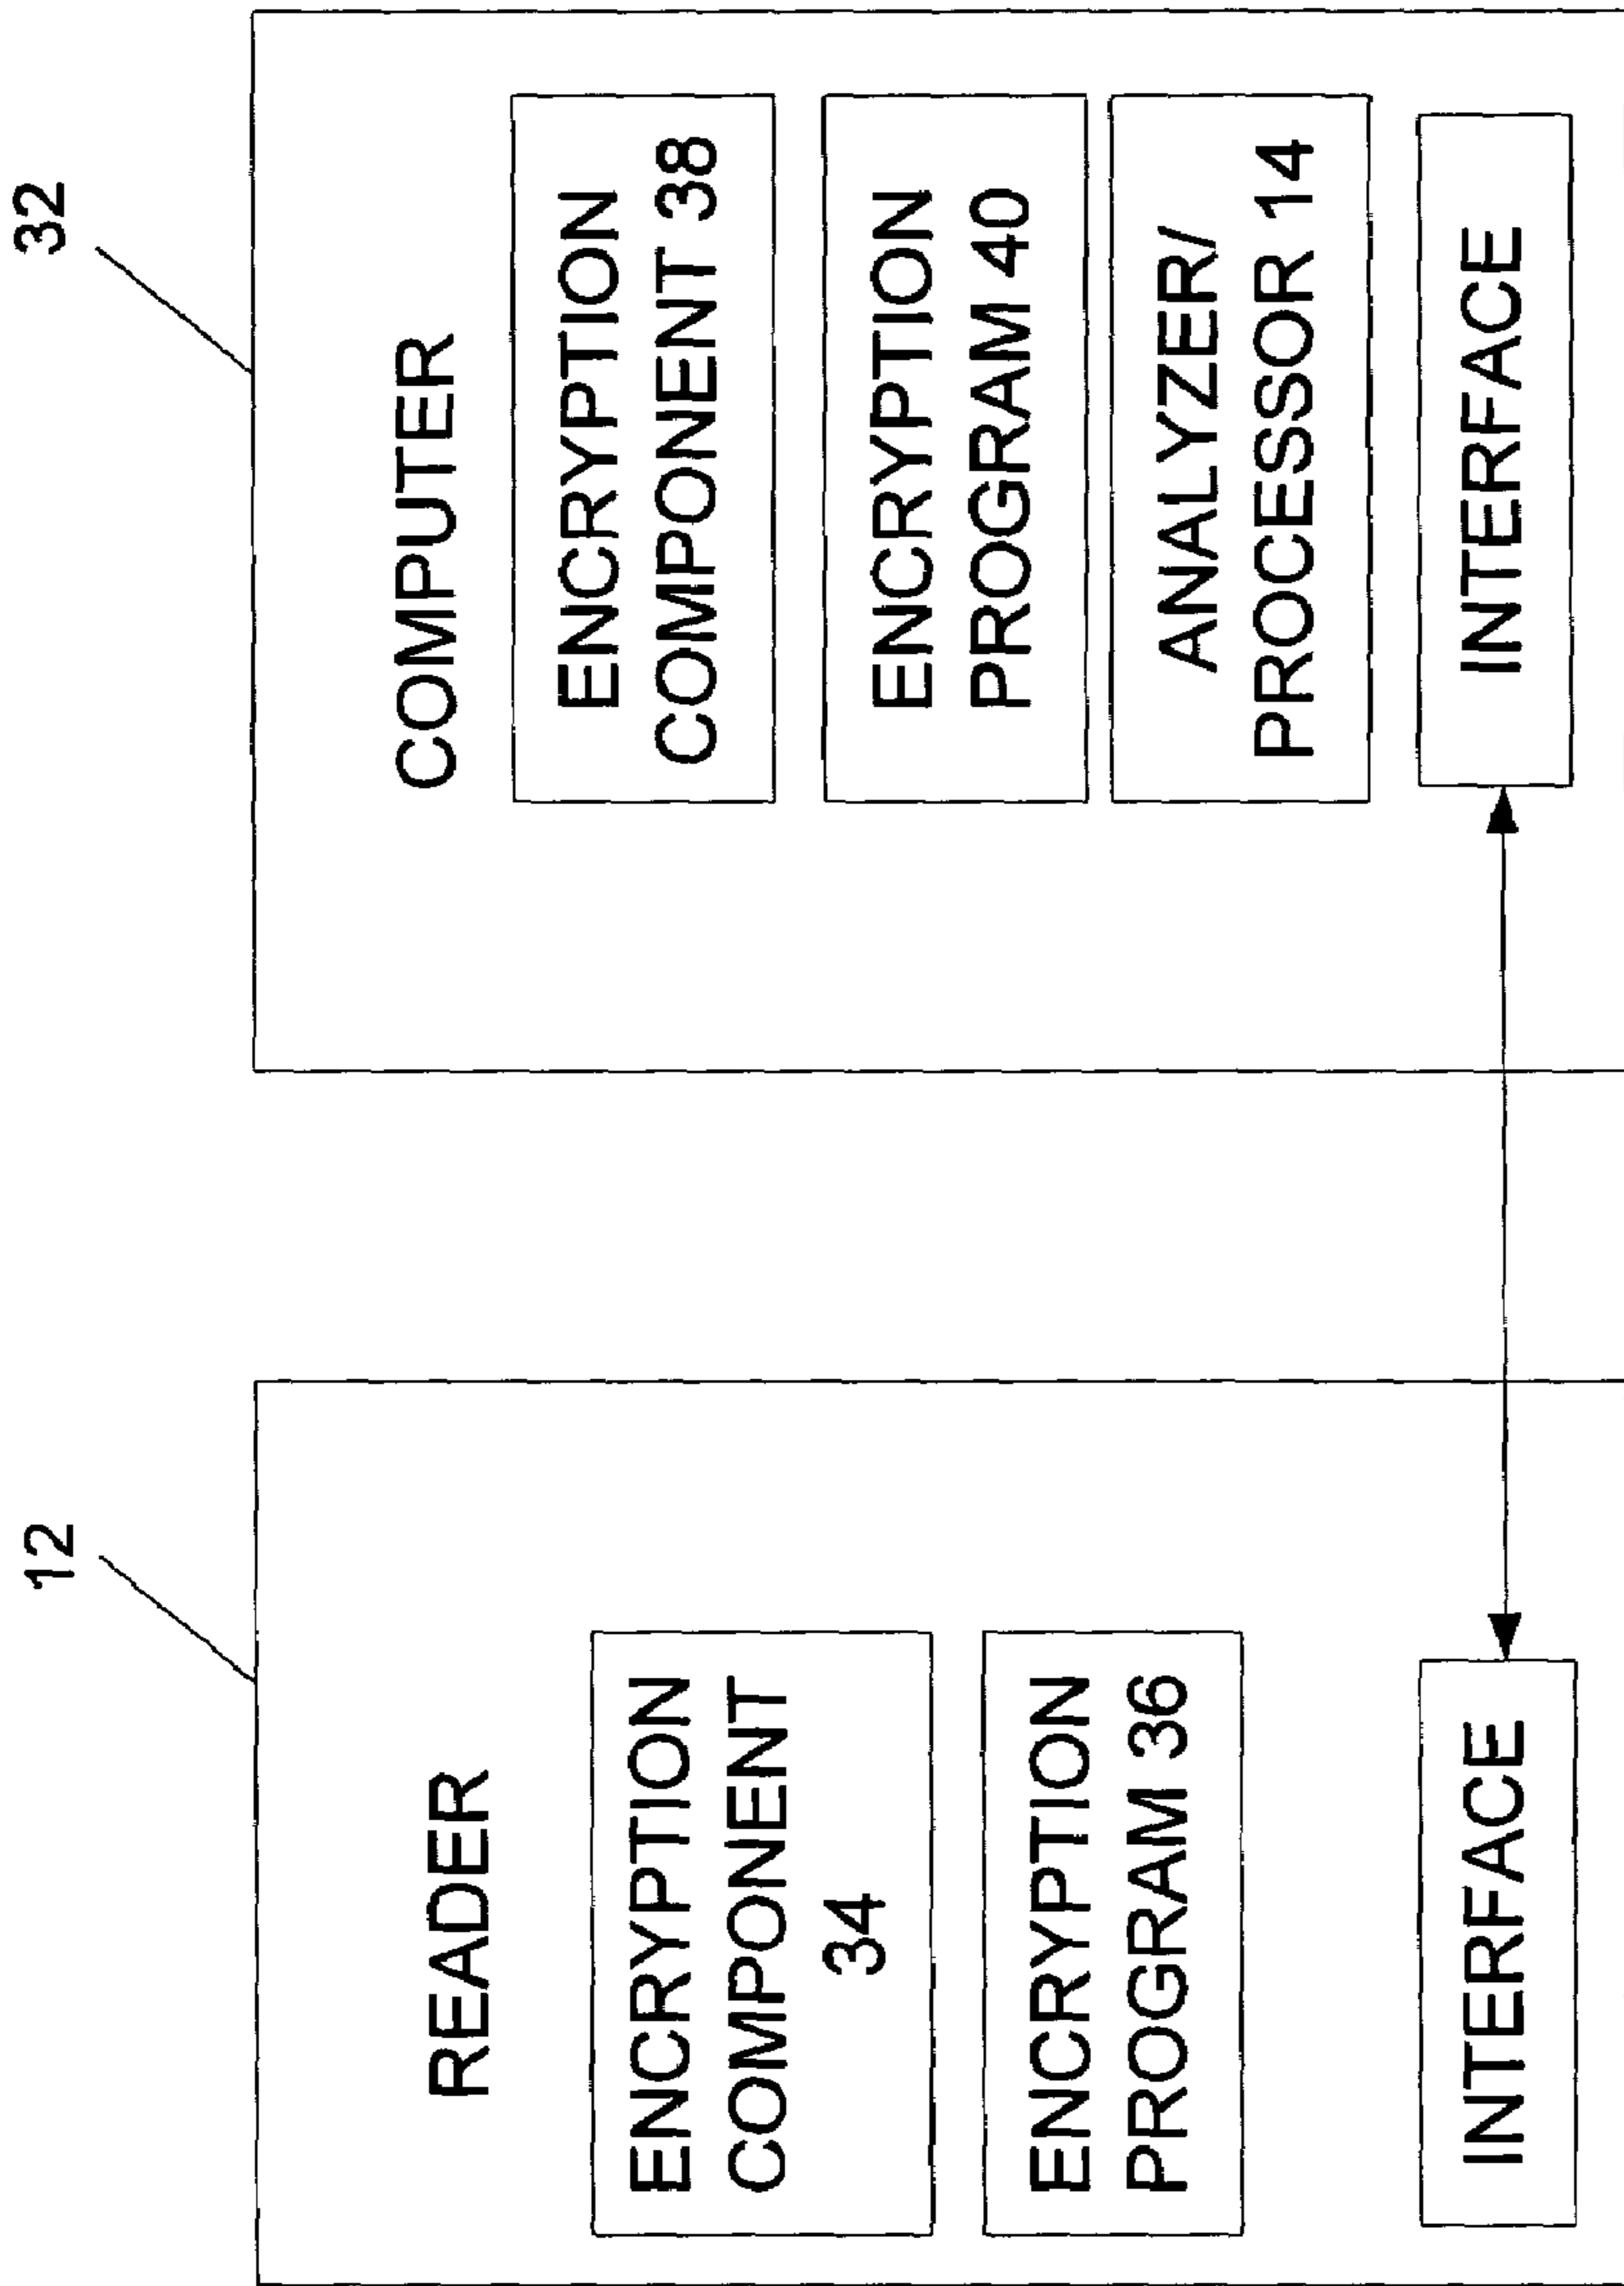 12
READER
ENCRYPTION
COMPONENT
34
ENCRYPTION
PROGRAM 36
INTERFACE
32
COMPUTER
ENCRYPTION
COMPONENT 38
ENCRYPTION
PROGRAM 40
ANALYZER/
PROCESSOR 14
INTERFACE